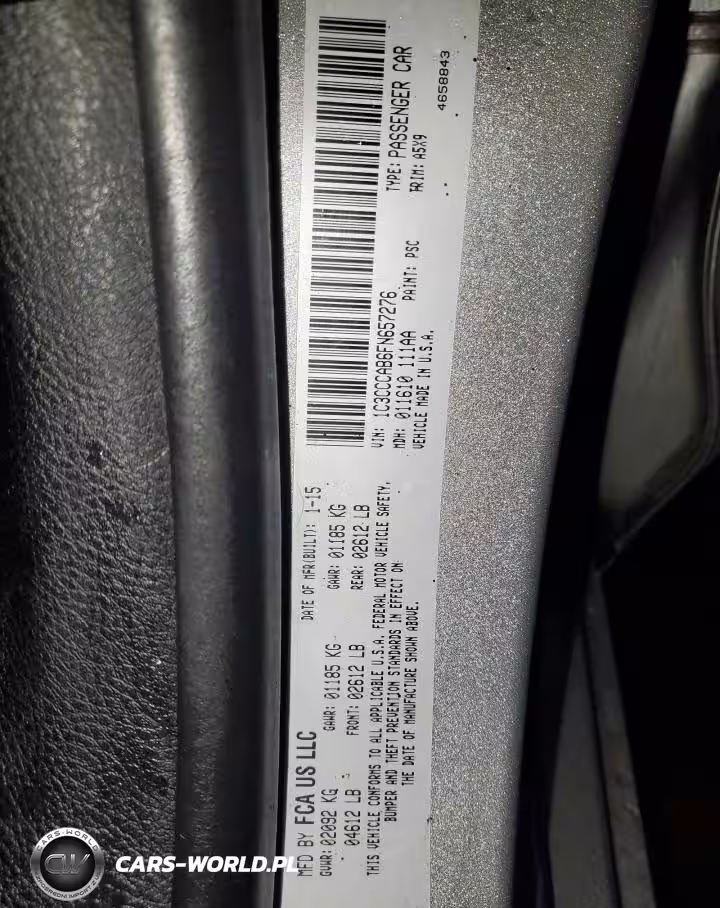 MFD BY FCA US LLC
DATE OF MFR(BUILT): 1-15
GVWR: 02092 KG
GAWR: 01185 KG
GAWR: 01185 KG
04612 LB
FRONT: 02612 LB
REAR: 02612 LB
THIS VEHICLE CONFORMS TO ALL APPLICABLE U.S.A. FEDERAL MOTOR VEHICLE SAFETY,
BUMPER AND THEFT PREVENTION STANDARDS IN EFFECT ON
THE DATE OF MANUFACTURE SHOWN ABOVE.
VIN: 1C3CCCAB6FN657276
TYPE: PASSENGER CAR
MDH: 011610 111AA
PAINT: PSC
TRIM: A5X9
VEHICLE MADE IN U.S.A.
4658843
CARS-WORLD
CW
CARS-WORLD.PL